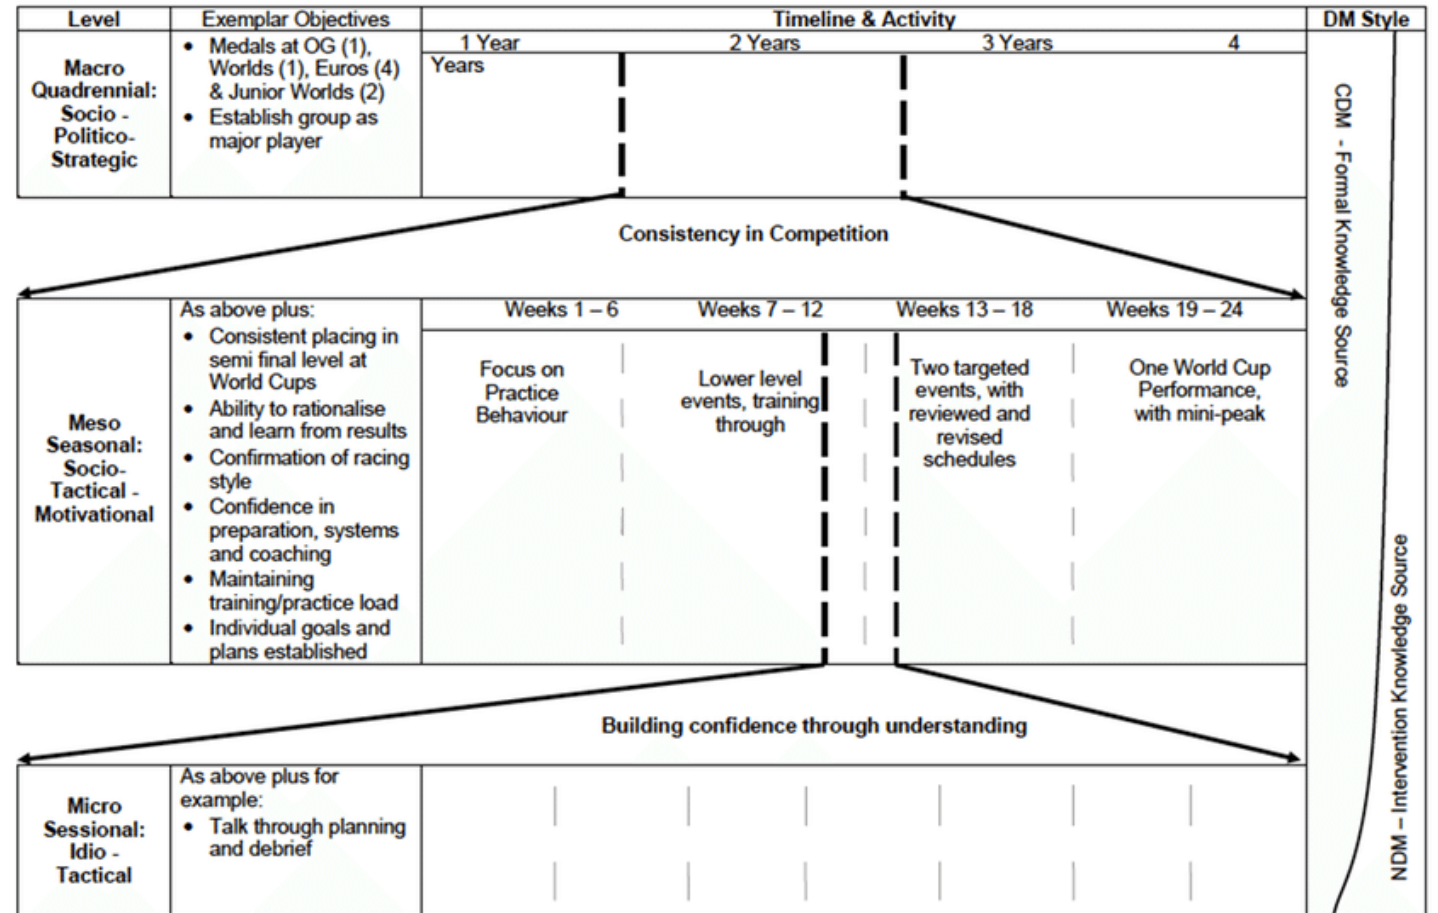 Level
Exemplar Objectives
Timeline & Activity
DM Style
Macro
Quadrennial:
Socio -
Politico-
Strategic
• Medals at OG (1),
Worlds (1), Euros (4)
& Junior Worlds (2)
• Establish group as
major player
1 Year 2 Years 3 Years 4
Years
Consistency in Competition
Meso
Seasonal:
Socio-
Tactical -
Motivational
As above plus:
• Consistent placing in
semi final level at
World Cups
• Ability to rationalise
and learn from results
• Confirmation of racing
style
• Confidence in
preparation, systems
and coaching
• Maintaining
training/practice load
• Individual goals and
plans established
Weeks 1 – 6
Weeks 7 – 12
Weeks 13 – 18
Weeks 19 – 24
Focus on
Practice
Behaviour
Lower level
events, training
through
Two targeted
events, with
reviewed and
revised
schedules
One World Cup
Performance,
with mini-peak
Building confidence through understanding
Micro
Sessional:
Idio -
Tactical
As above plus for
example:
• Talk through planning
and debrief
CDM - Formal Knowledge Source
NDM – Intervention Knowledge Source